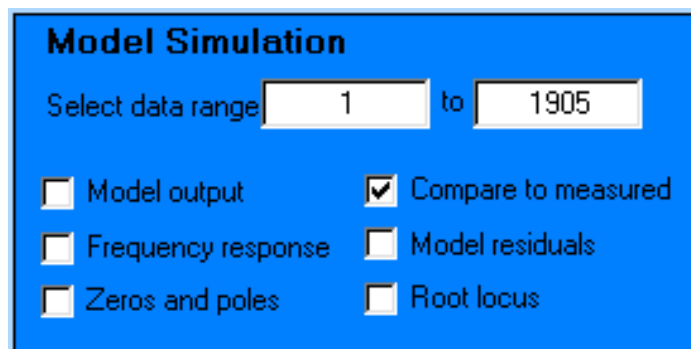 Model Simulation
Select data range 1 to 1905
Model output Compare to measured
Frequency response Model residuals
Zeros and poles Root locus